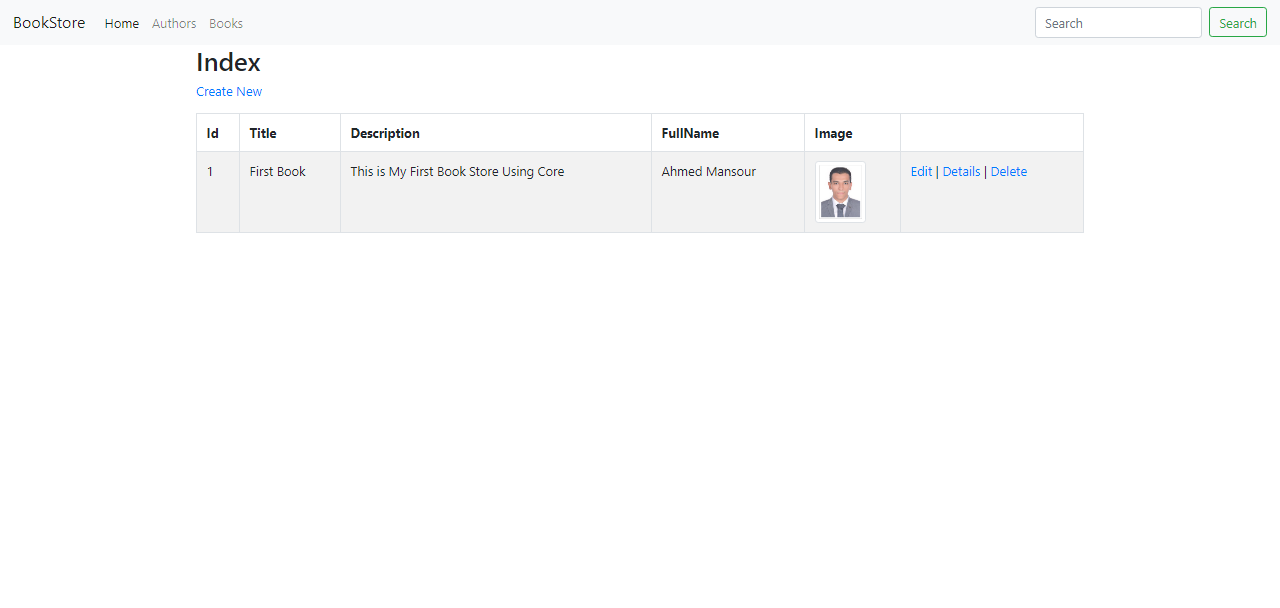 BookStore Home Authors Books Search Search
Index
Create New
Id Title Description FullName Image
1 First Book This is My First Book Store Using Core Ahmed Mansour Edit | Details | Delete